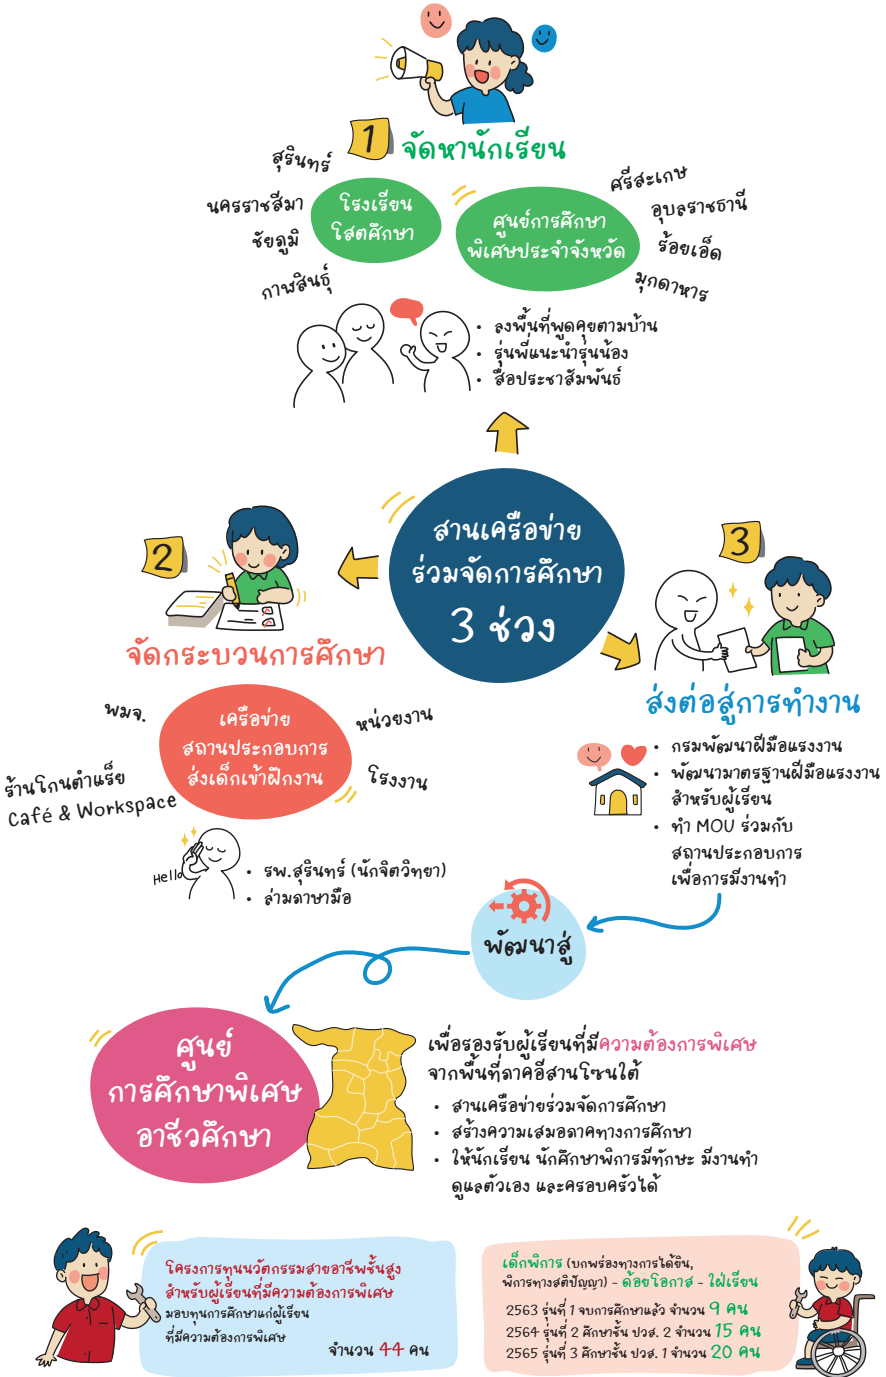 1 จัดหานักเรียน
สุรินทร์
นครราชสีมา
ชัยภูมิ
กาฬสินธุ์
โรงเรียน
โสตศึกษา
ศูนย์การศึกษา
พิเศษประจำจังหวัด
ศรีสะเกษ
อุบลราชธานี
ร้อยเอ็ด
มุกดาหาร
• ลงพื้นที่พูดคุยตามบ้าน
• รุ่นพี่แนะนำรุ่นน้อง
• สื่อประชาสัมพันธ์
สานเครือข่าย
ร่วมจัดการศึกษา
3 ช่วง
2
จัดกระบวนการศึกษา
พมจ.
ร้านโกนตำแร็ย
Café & Workspace
เครือข่าย
สถานประกอบการ
ส่งเด็กเข้าฝึกงาน
หน่วยงาน
โรงงาน
Hello
• รพ.สุรินทร์ (นักจิตวิทยา)
• ล่ามภาษามือ
3
ส่งต่อสู่การทำงาน
• กรมพัฒนาฝีมือแรงงาน
• พัฒนามาตรฐานฝีมือแรงงาน
สำหรับผู้เรียน
• ทำ MOU ร่วมกับ
สถานประกอบการ
เพื่อการมีงานทำ
พัฒนาสู่
ศูนย์
การศึกษาพิเศษ
อาชีวศึกษา
เพื่อรองรับผู้เรียนที่มีความต้องการพิเศษ
จากพื้นที่ภาคอีสานโซนใต้
• สานเครือข่ายร่วมจัดการศึกษา
• สร้างความเสมอภาคทางการศึกษา
• ให้นักเรียน นักศึกษาพิการมีทักษะ มีงานทำ
ดูแลตัวเอง และครอบครัวได้
โครงการทุนนวัตกรรมสายอาชีพชั้นสูง
สำหรับผู้เรียนที่มีความต้องการพิเศษ
มอบทุนการศึกษาแก่ผู้เรียน
ที่มีความต้องการพิเศษ
จำนวน 44 คน
เด็กพิการ (บกพร่องทางการได้ยิน,
พิการทางสติปัญญา) - ด้อยโอกาส - ใฝ่เรียน
2563 รุ่นที่ 1 จบการศึกษาแล้ว จำนวน 9 คน
2564 รุ่นที่ 2 ศึกษาชั้น ปวส. 2 จำนวน 15 คน
2565 รุ่นที่ 3 ศึกษาชั้น ปวส. 1 จำนวน 20 คน